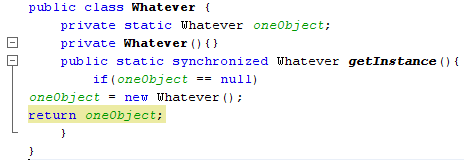 public class Whatever {
private static Whatever oneObject;
private Whatever(){}
public static synchronized Whatever getInstance(){
if(oneObject == null)
oneObject = new Whatever();
return oneObject;
}
}